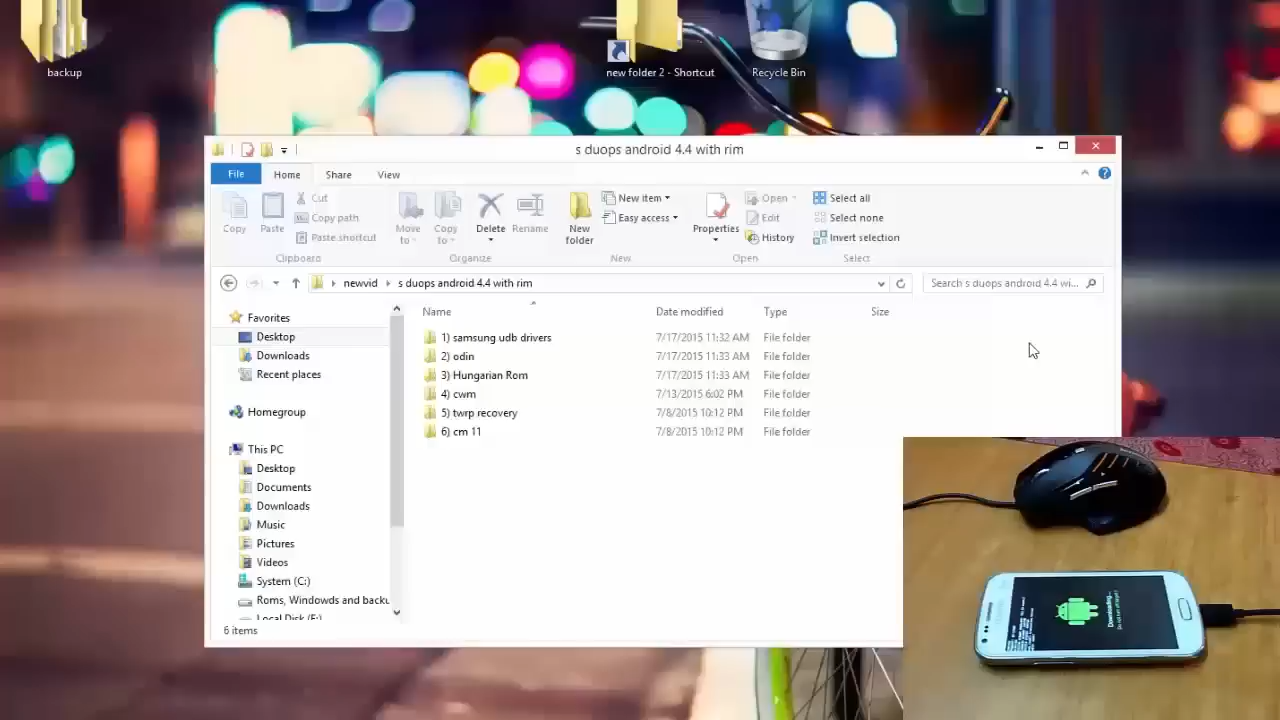 backup
new folder 2 - Shortcut
Recycle Bin
s duops android 4.4 with rim
File
Home
Share
View
Copy
Paste
Cut
Copy path
Paste shortcut
Clipboard
Move to
Copy to
Delete
Rename
Organize
New folder
New item
Easy access
New
Properties
Open
Edit
History
Open
Select all
Select none
Invert selection
Select
newvid
s duops android 4.4 with rim
Search s duops android 4.4 wi...
Favorites
Desktop
Downloads
Recent places
Homegroup
This PC
Desktop
Documents
Downloads
Music
Pictures
Videos
System (C:)
Roms, Windowds and backu
Local Disk (F:)
Name Date modified Type Size
1) samsung udb drivers 7/17/2015 11:32 AM File folder
2) odin 7/17/2015 11:33 AM File folder
3) Hungarian Rom 7/17/2015 11:33 AM File folder
4) cwm 7/13/2015 6:02 PM File folder
5) twrp recovery 7/8/2015 10:12 PM File folder
6) cm 11 7/8/2015 10:12 PM File folder
6 items
Downloading...